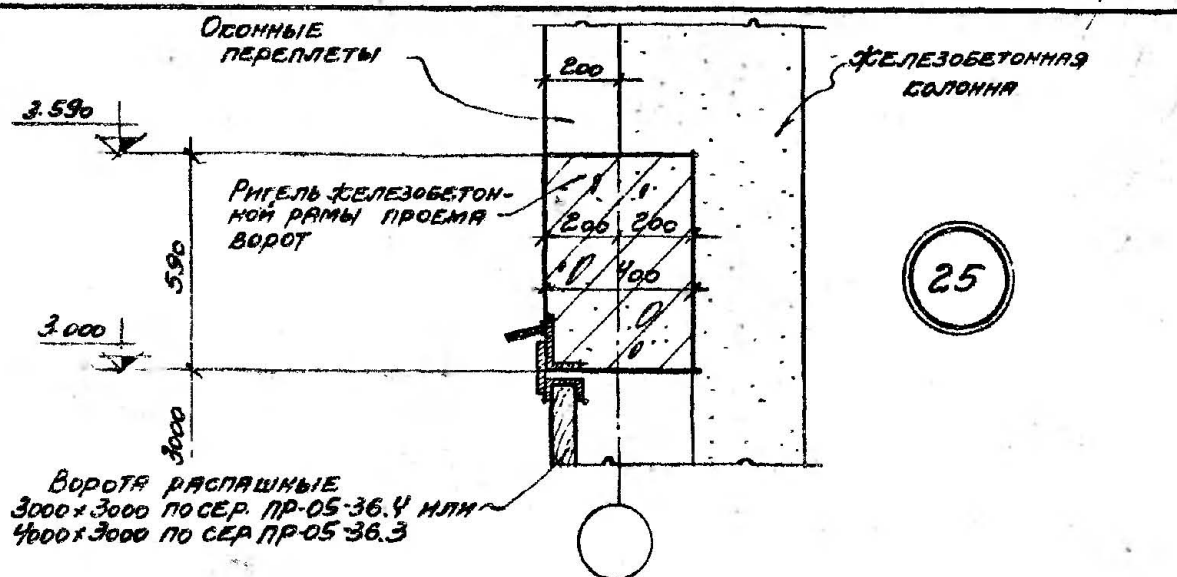 Оконные
переплеты
200
железобетонная
колонна
3.590
Ригель железобетон-
ной рамы проема
ворот
200 200
400
590
25
3.000
3000
Ворота распашные
3000×3000 по сер. ПР-05-36.4 или
4000×3000 по сер ПР-05-36.3